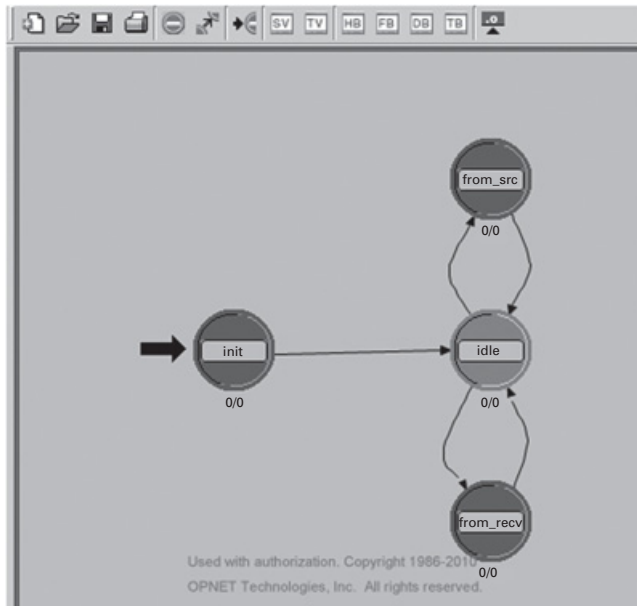 SV TV HB FB DB TB
from_src
0/0
init
0/0
idle
0/0
from_recv
0/0
Used with authorization. Copyright 1986-2010
OPNET Technologies, Inc. All rights reserved.